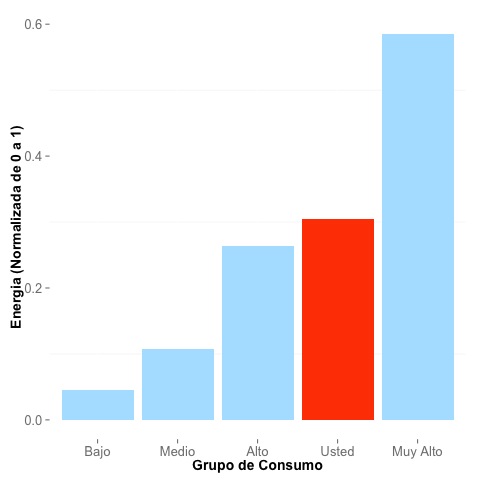 0.6
0.4
0.2
0.0
Energia (Normalizada de 0 a 1)
Bajo Medio Alto Usted Muy Alto
Grupo de Consumo